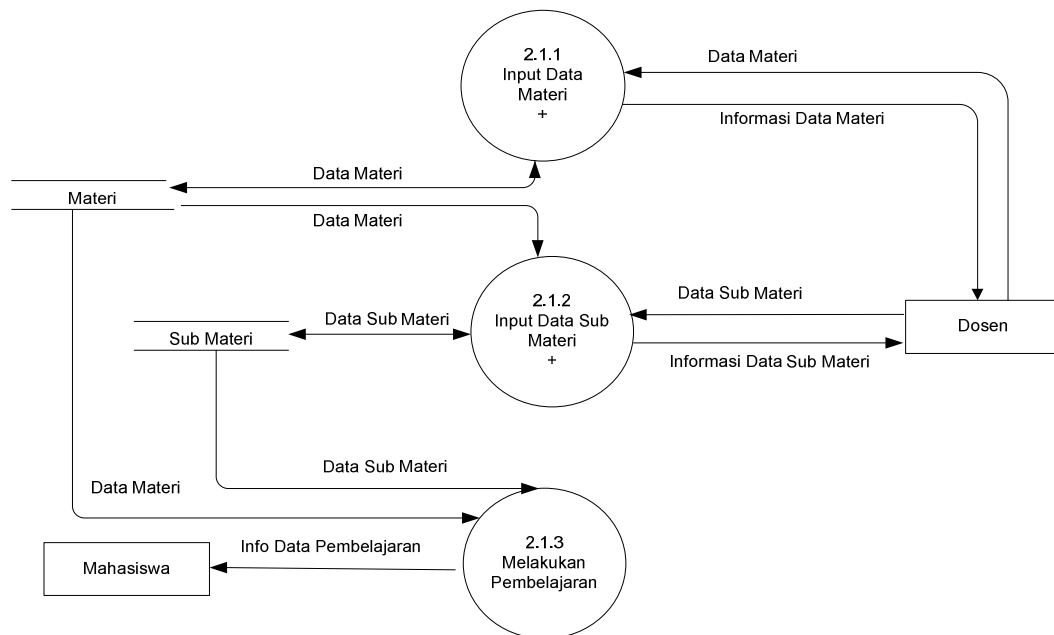 2.1.1
Input Data
Materi
+
Data Materi
Informasi Data Materi
Data Materi
Materi
Data Materi
2.1.2
Input Data Sub
Materi
+
Data Sub Materi
Data Sub Materi
Sub Materi
Dosen
Informasi Data Sub Materi
Data Sub Materi
Data Materi
2.1.3
Melakukan
Pembelajaran
Info Data Pembelajaran
Mahasiswa